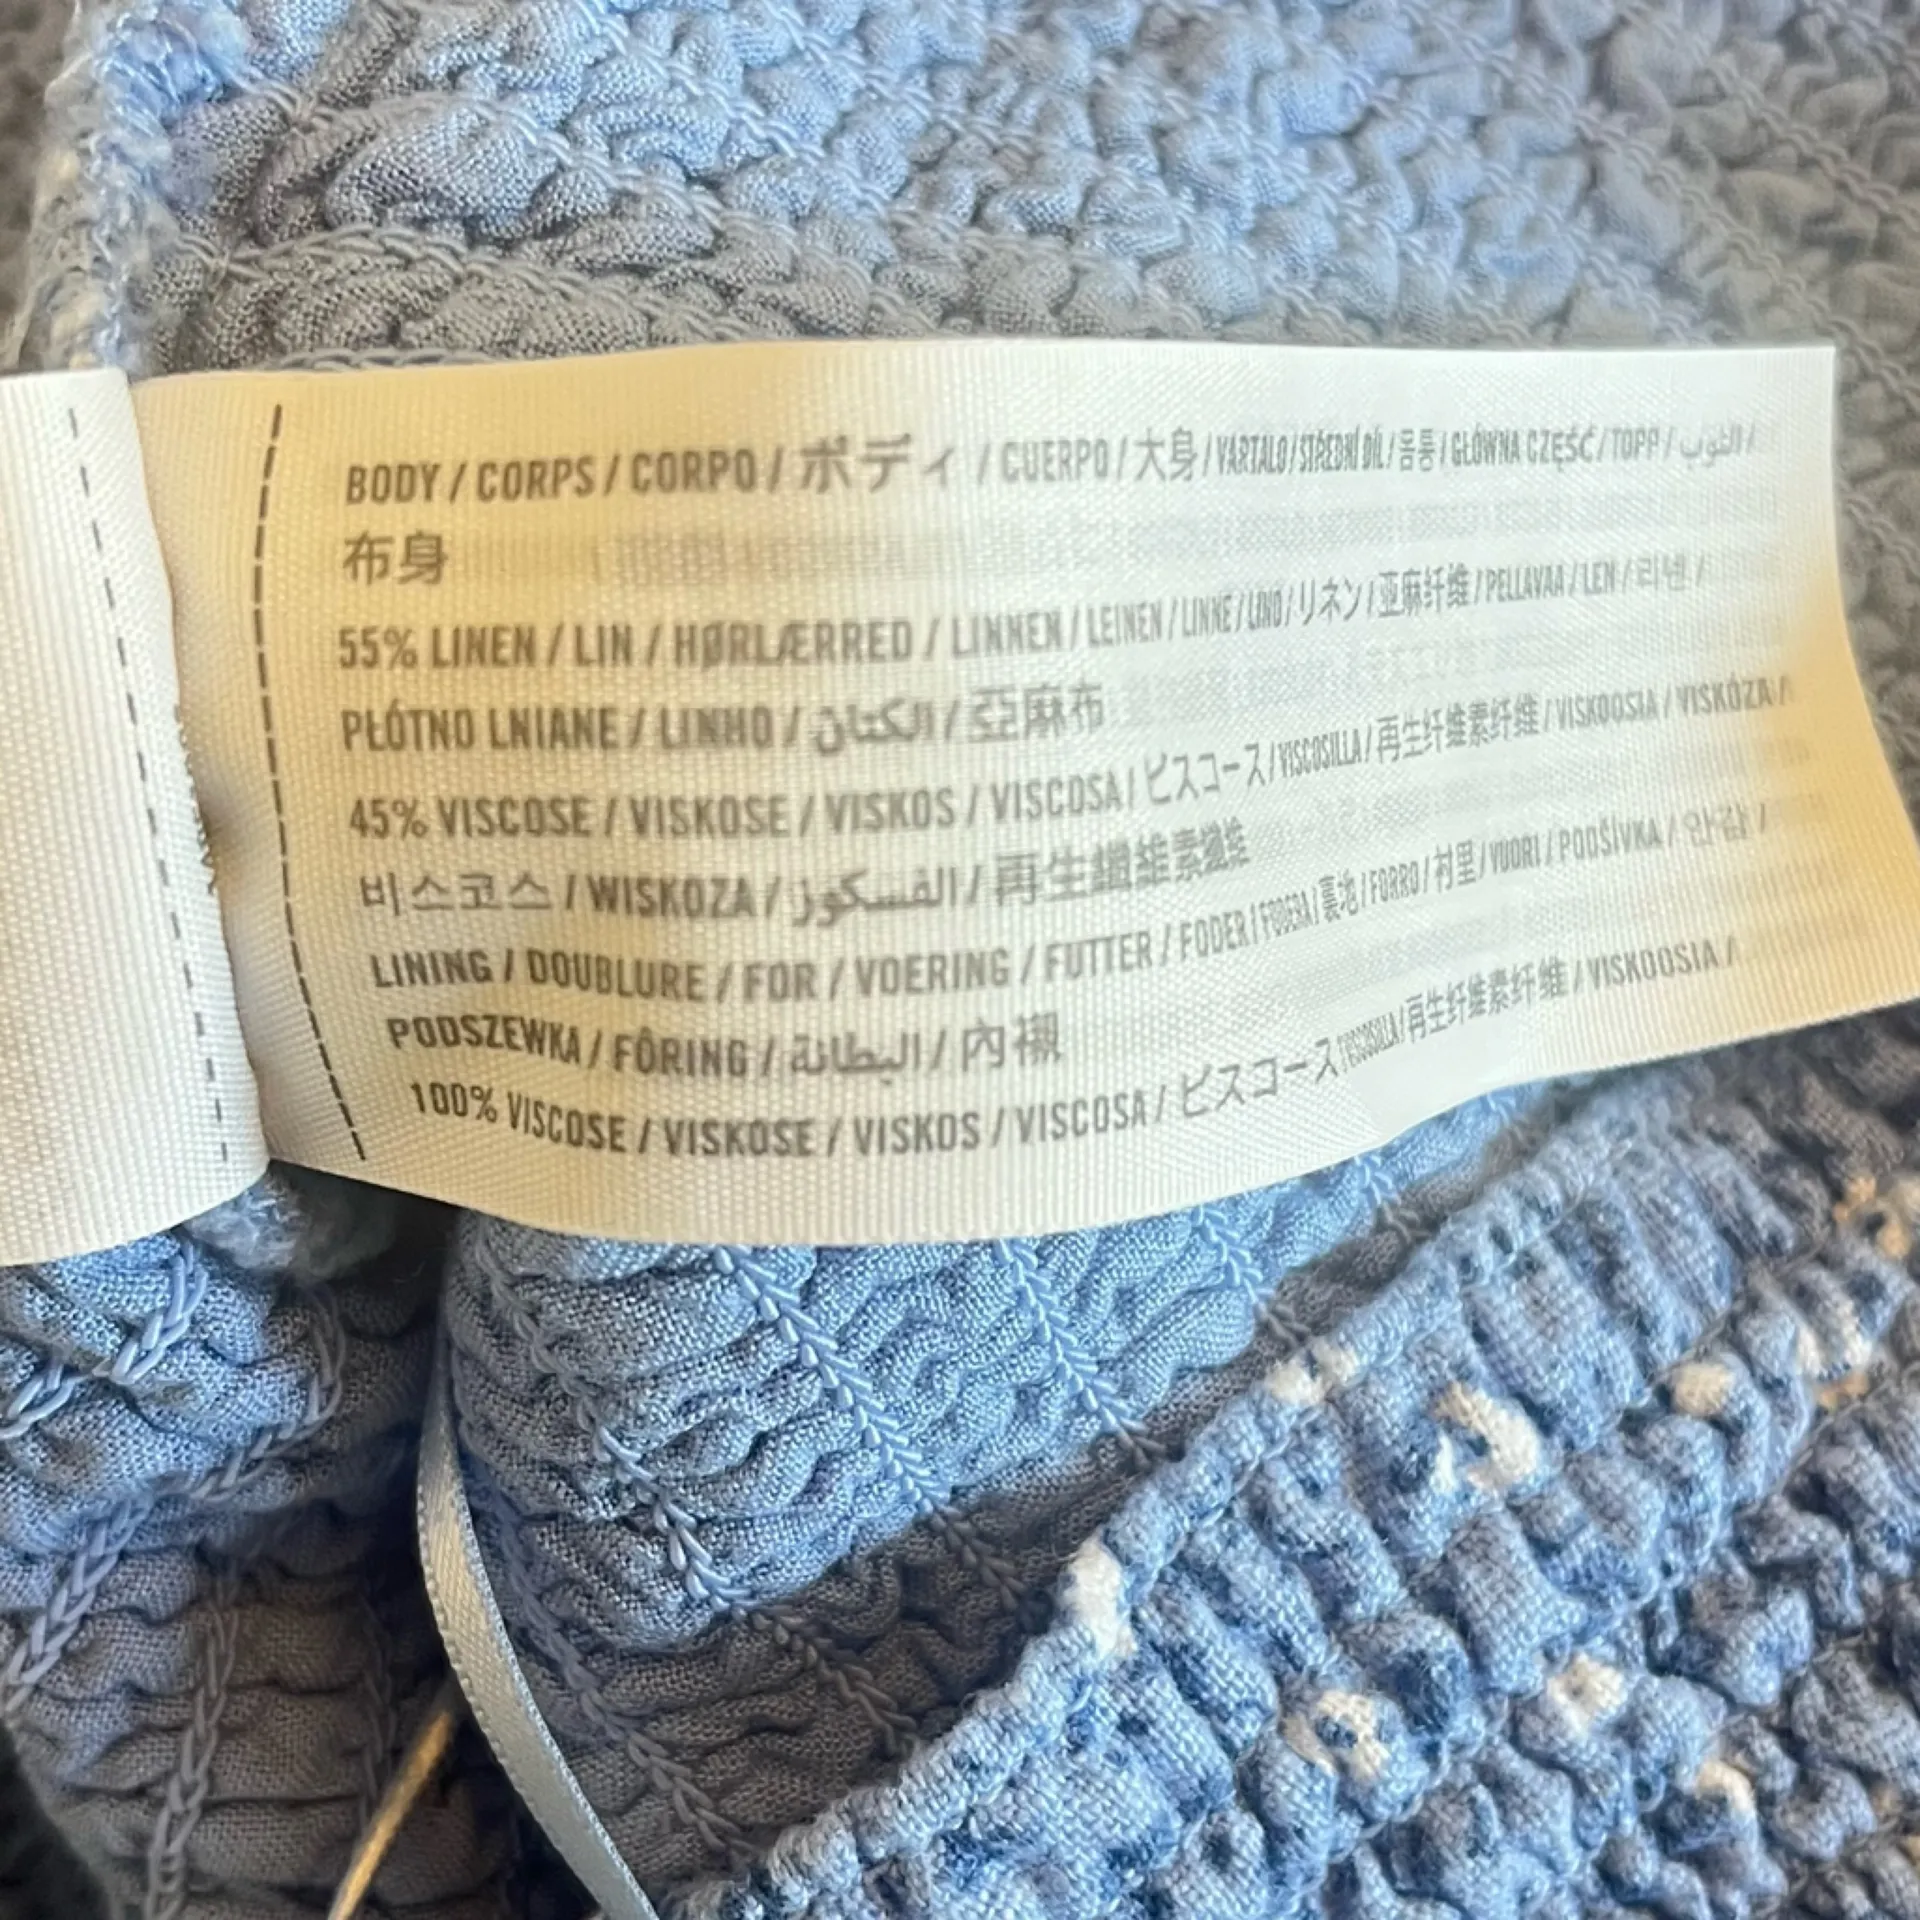 BODY / CORPS / CORPO / ボディ / CUERPO / 大身 / VARTALO / STŘEDNÍ DÍL / 몸통 / GŁÓWNA CZĘŚĆ / TOPP / الثوب /
布身
55% LINEN / LIN / HØRLÆRRED / LINNEN / LEINEN / LINNE / LINO / リネン / 亚麻纤维 / PELLAVAA / LEN / 리넨 /
PŁÓTNO LNIANE / LINHO / الكتان / 亞麻布
45% VISCOSE / VISKOSE / VISKOS / VISCOSA / ビスコース / VISCOSILLA / 再生纤维素纤维 / VISKOOSIA / VISKÓZA /
비스코스 / WISKOZA / الفسكوز / 再生纖維素纖維
LINING / DOUBLURE / FOR / VOERING / FUTTER / FODER / FODERA / 裏地 / FORRO / 衬里 / VUORI / PODŠÍVKA / 안감 /
PODSZEWKA / FÔRING / البطانة / 內襯
100% VISCOSE / VISKOSE / VISKOS / VISCOSA / ビスコース / VISCOSILLA / 再生纤维素纤维 / VISKOOSIA /